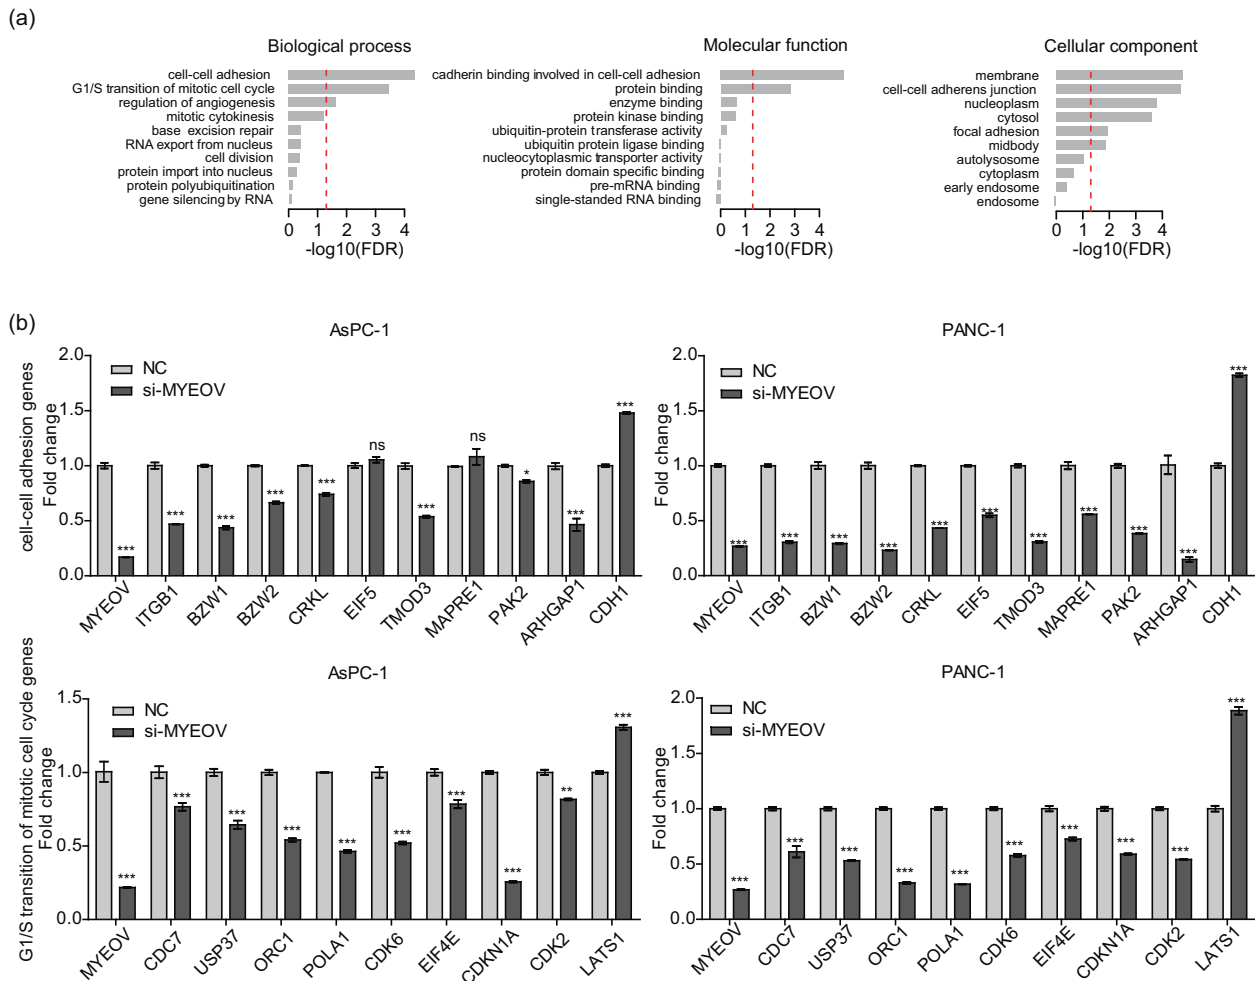 (a)
Biological process
cell-cell adhesion
G1/S transition of mitotic cell cycle
regulation of angiogenesis
mitotic cytokinesis
base excision repair
RNA export from nucleus
cell division
protein import into nucleus
protein polyubiquitination
gene silencing by RNA
0 1 2 3 4
-log10(FDR)
Molecular function
cadherin binding involved in cell-cell adhesion
protein binding
enzyme binding
protein kinase binding
ubiquitin-protein transferase activity
ubiquitin protein ligase binding
nucleocytoplasmic transporter activity
protein domain specific binding
pre-mRNA binding
single-standed RNA binding
0 1 2 3 4
-log10(FDR)
Cellular component
membrane
cell-cell adherens junction
nucleoplasm
cytosol
focal adhesion
midbody
autolysosome
cytoplasm
early endosome
endosome
0 1 2 3 4
-log10(FDR)
(b)
AsPC-1
cell-cell adhesion genes
Fold change
2.0
1.5
1.0
0.5
0.0
NC
si-MYEOV
*** *** *** *** *** ns *** ns * *** ***
MYEOV ITGB1 BZW1 BZW2 CRKL EIF5 TMOD3 MAPRE1 PAK2 ARHGAP1 CDH1
PANC-1
Fold change
2.0
1.5
1.0
0.5
0.0
NC
si-MYEOV
*** *** *** *** *** *** *** *** *** *** ***
MYEOV ITGB1 BZW1 BZW2 CRKL EIF5 TMOD3 MAPRE1 PAK2 ARHGAP1 CDH1
AsPC-1
G1/S transition of mitotic cell cycle genes
Fold change
1.5
1.0
0.5
0.0
NC
si-MYEOV
*** *** *** *** *** *** *** *** ** ***
MYEOV CDC7 USP37 ORC1 POLA1 CDK6 EIF4E CDKN1A CDK2 LATS1
PANC-1
Fold change
2.0
1.5
1.0
0.5
0.0
NC
si-MYEOV
*** *** *** *** *** *** *** *** *** ***
MYEOV CDC7 USP37 ORC1 POLA1 CDK6 EIF4E CDKN1A CDK2 LATS1